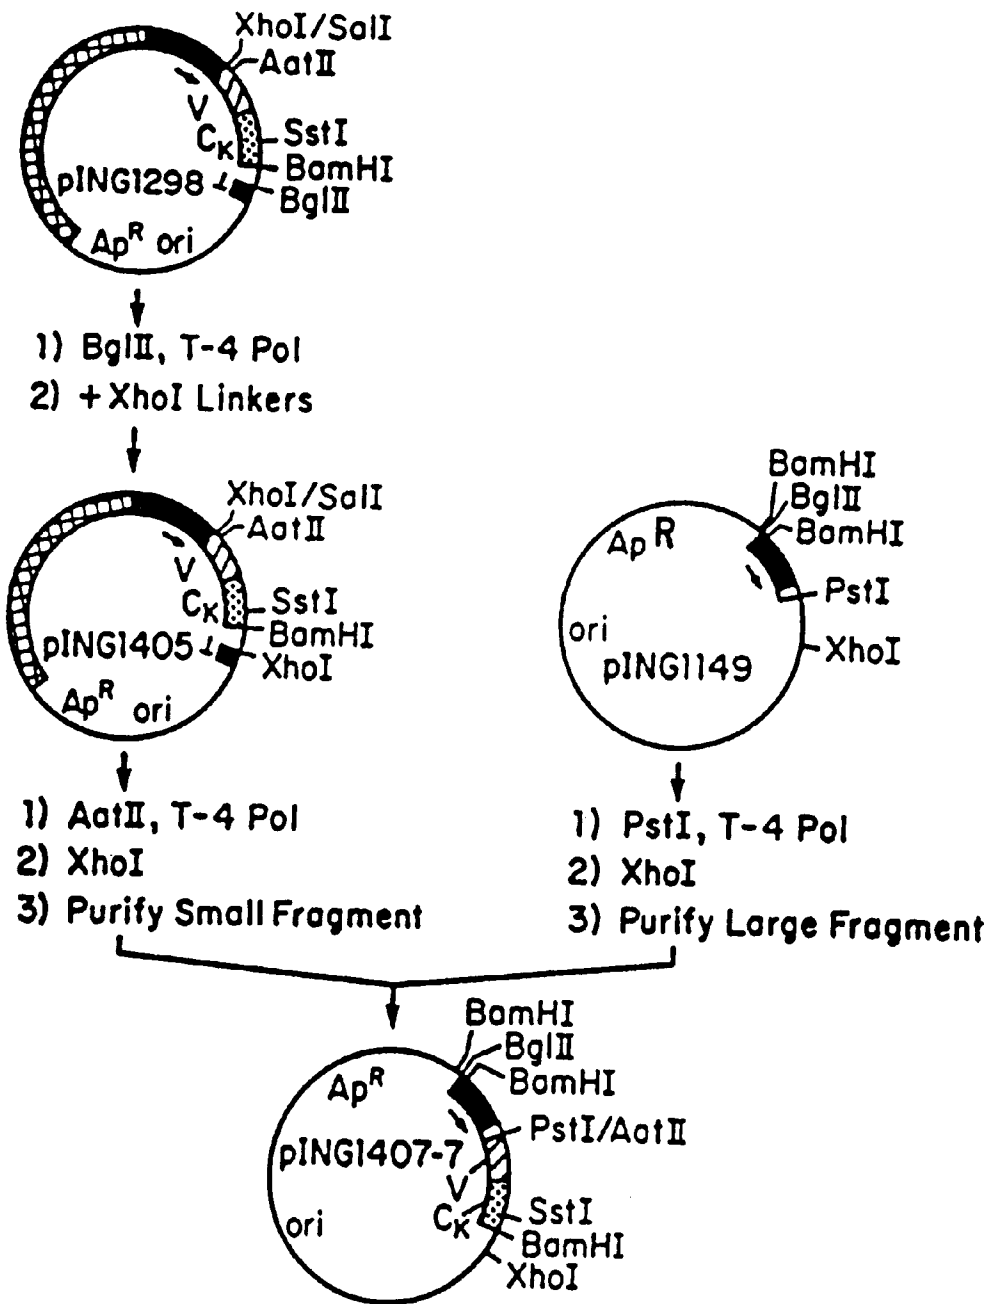 XhoI/SalI
AatII
V
Cκ
SstI
BamHI
pING1298 ⊥
BglII
Apᴿ ori
1) BglII, T-4 Pol
2) +XhoI Linkers
XhoI/SalI
AatII
V
Cκ
SstI
BamHI
pING1405 ⊥
XhoI
Apᴿ ori
BamHI
BglII
BamHI
Ap R
PstI
ori
XhoI
pING1149
1) AatII, T-4 Pol
2) XhoI
3) Purify Small Fragment
1) PstI, T-4 Pol
2) XhoI
3) Purify Large Fragment
BamHI
BglII
BamHI
Apᴿ
PstI/AatII
pING1407-7
V
Cκ
SstI
ori
BamHI
XhoI